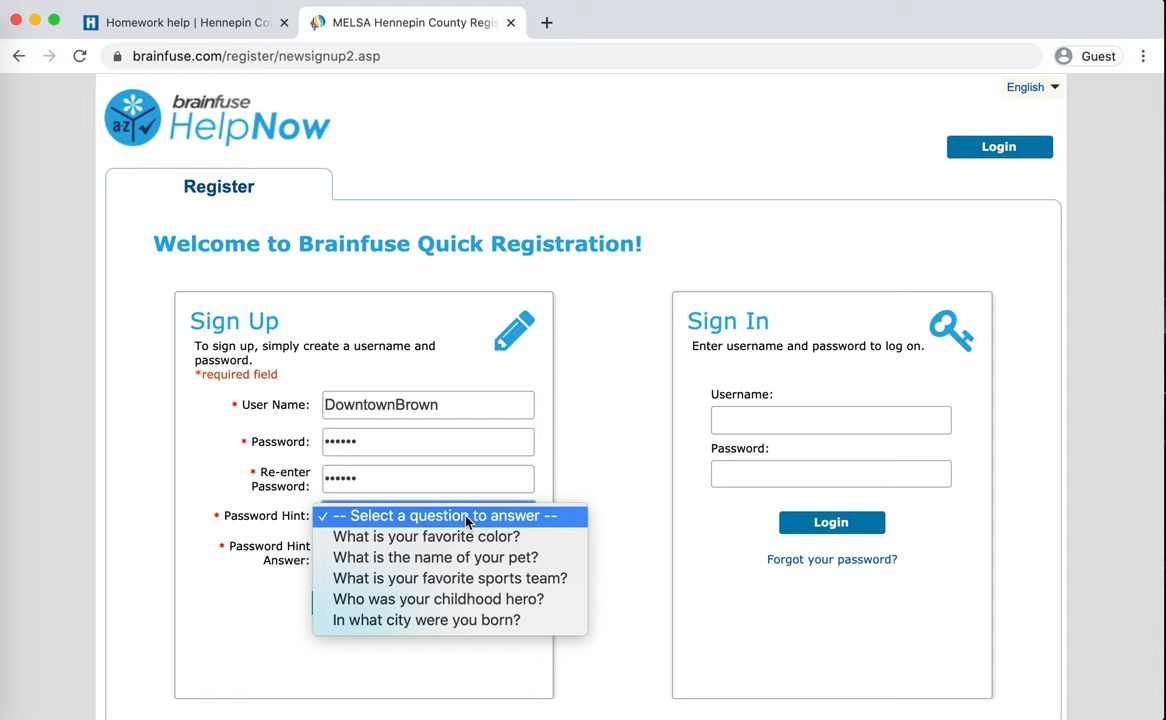 Homework help | Hennepin Co
MELSA Hennepin County Regis
brainfuse.com/register/newsignup2.asp
Guest
English
brainfuse
HelpNow
a-z
Login
Register
Welcome to Brainfuse Quick Registration!
Sign Up
To sign up, simply create a username and
password.
*required field
* User Name:
DowntownBrown
* Password:
••••••
* Re-enter
Password:
••••••
* Password Hint:
✓ -- Select a question to answer --
What is your favorite color?
What is the name of your pet?
What is your favorite sports team?
Who was your childhood hero?
In what city were you born?
* Password Hint
Answer:
Sign In
Enter username and password to log on.
Username:
Password:
Login
Forgot your password?